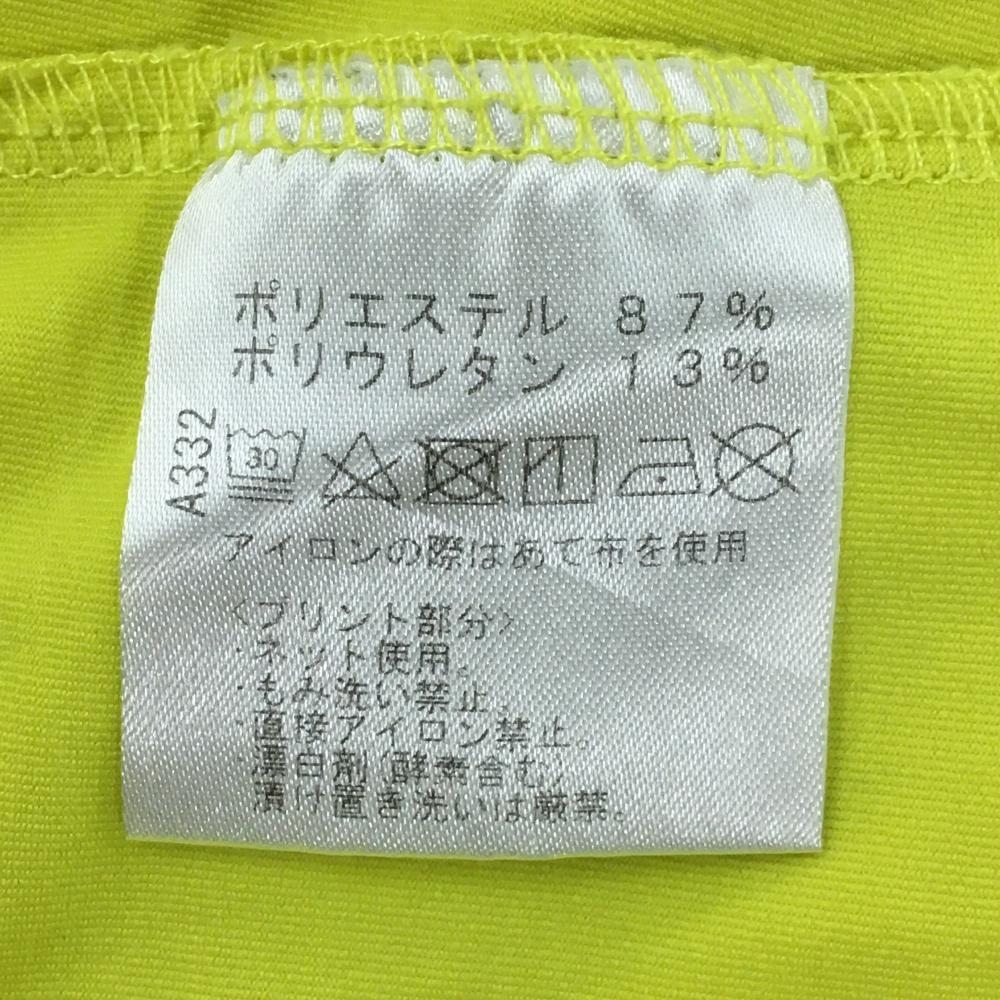 ポリエステル 87%
ポリウレタン 13%
A332
30
アイロンの際はあて布を使用
〈プリント部分〉
・ネット使用。
・もみ洗い禁止。
・直接アイロン禁止。
・漂白剤(酵素含む)
漬け置き洗いは厳禁。